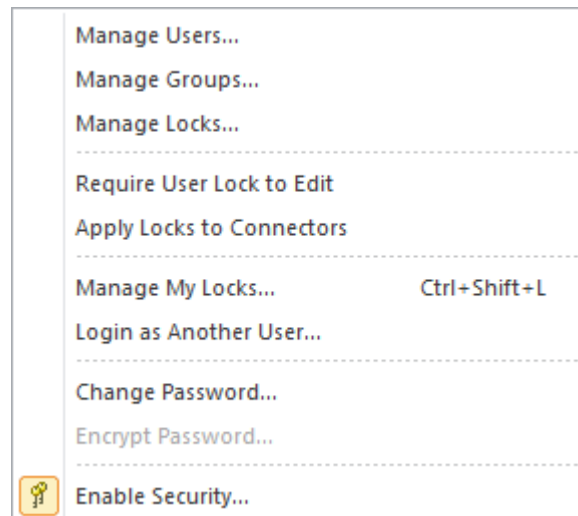 Manage Users...
Manage Groups...
Manage Locks...
Require User Lock to Edit
Apply Locks to Connectors
Manage My Locks... Ctrl+Shift+L
Login as Another User...
Change Password...
Encrypt Password...
Enable Security...